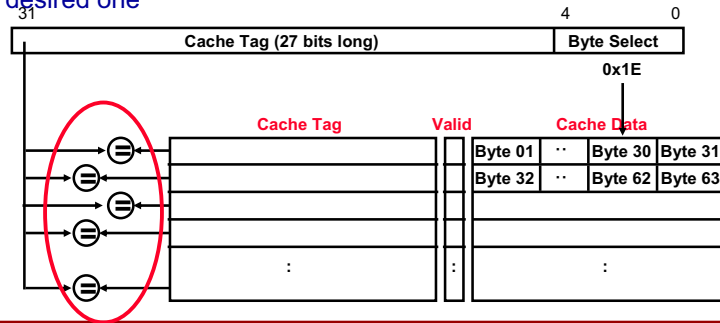 desired one
31 4 0
Cache Tag (27 bits long) Byte Select
0x1E
Cache Tag Valid Cache Data
= Byte 01 ·· Byte 30 Byte 31
= Byte 32 ·· Byte 62 Byte 63
=
=
= : : :